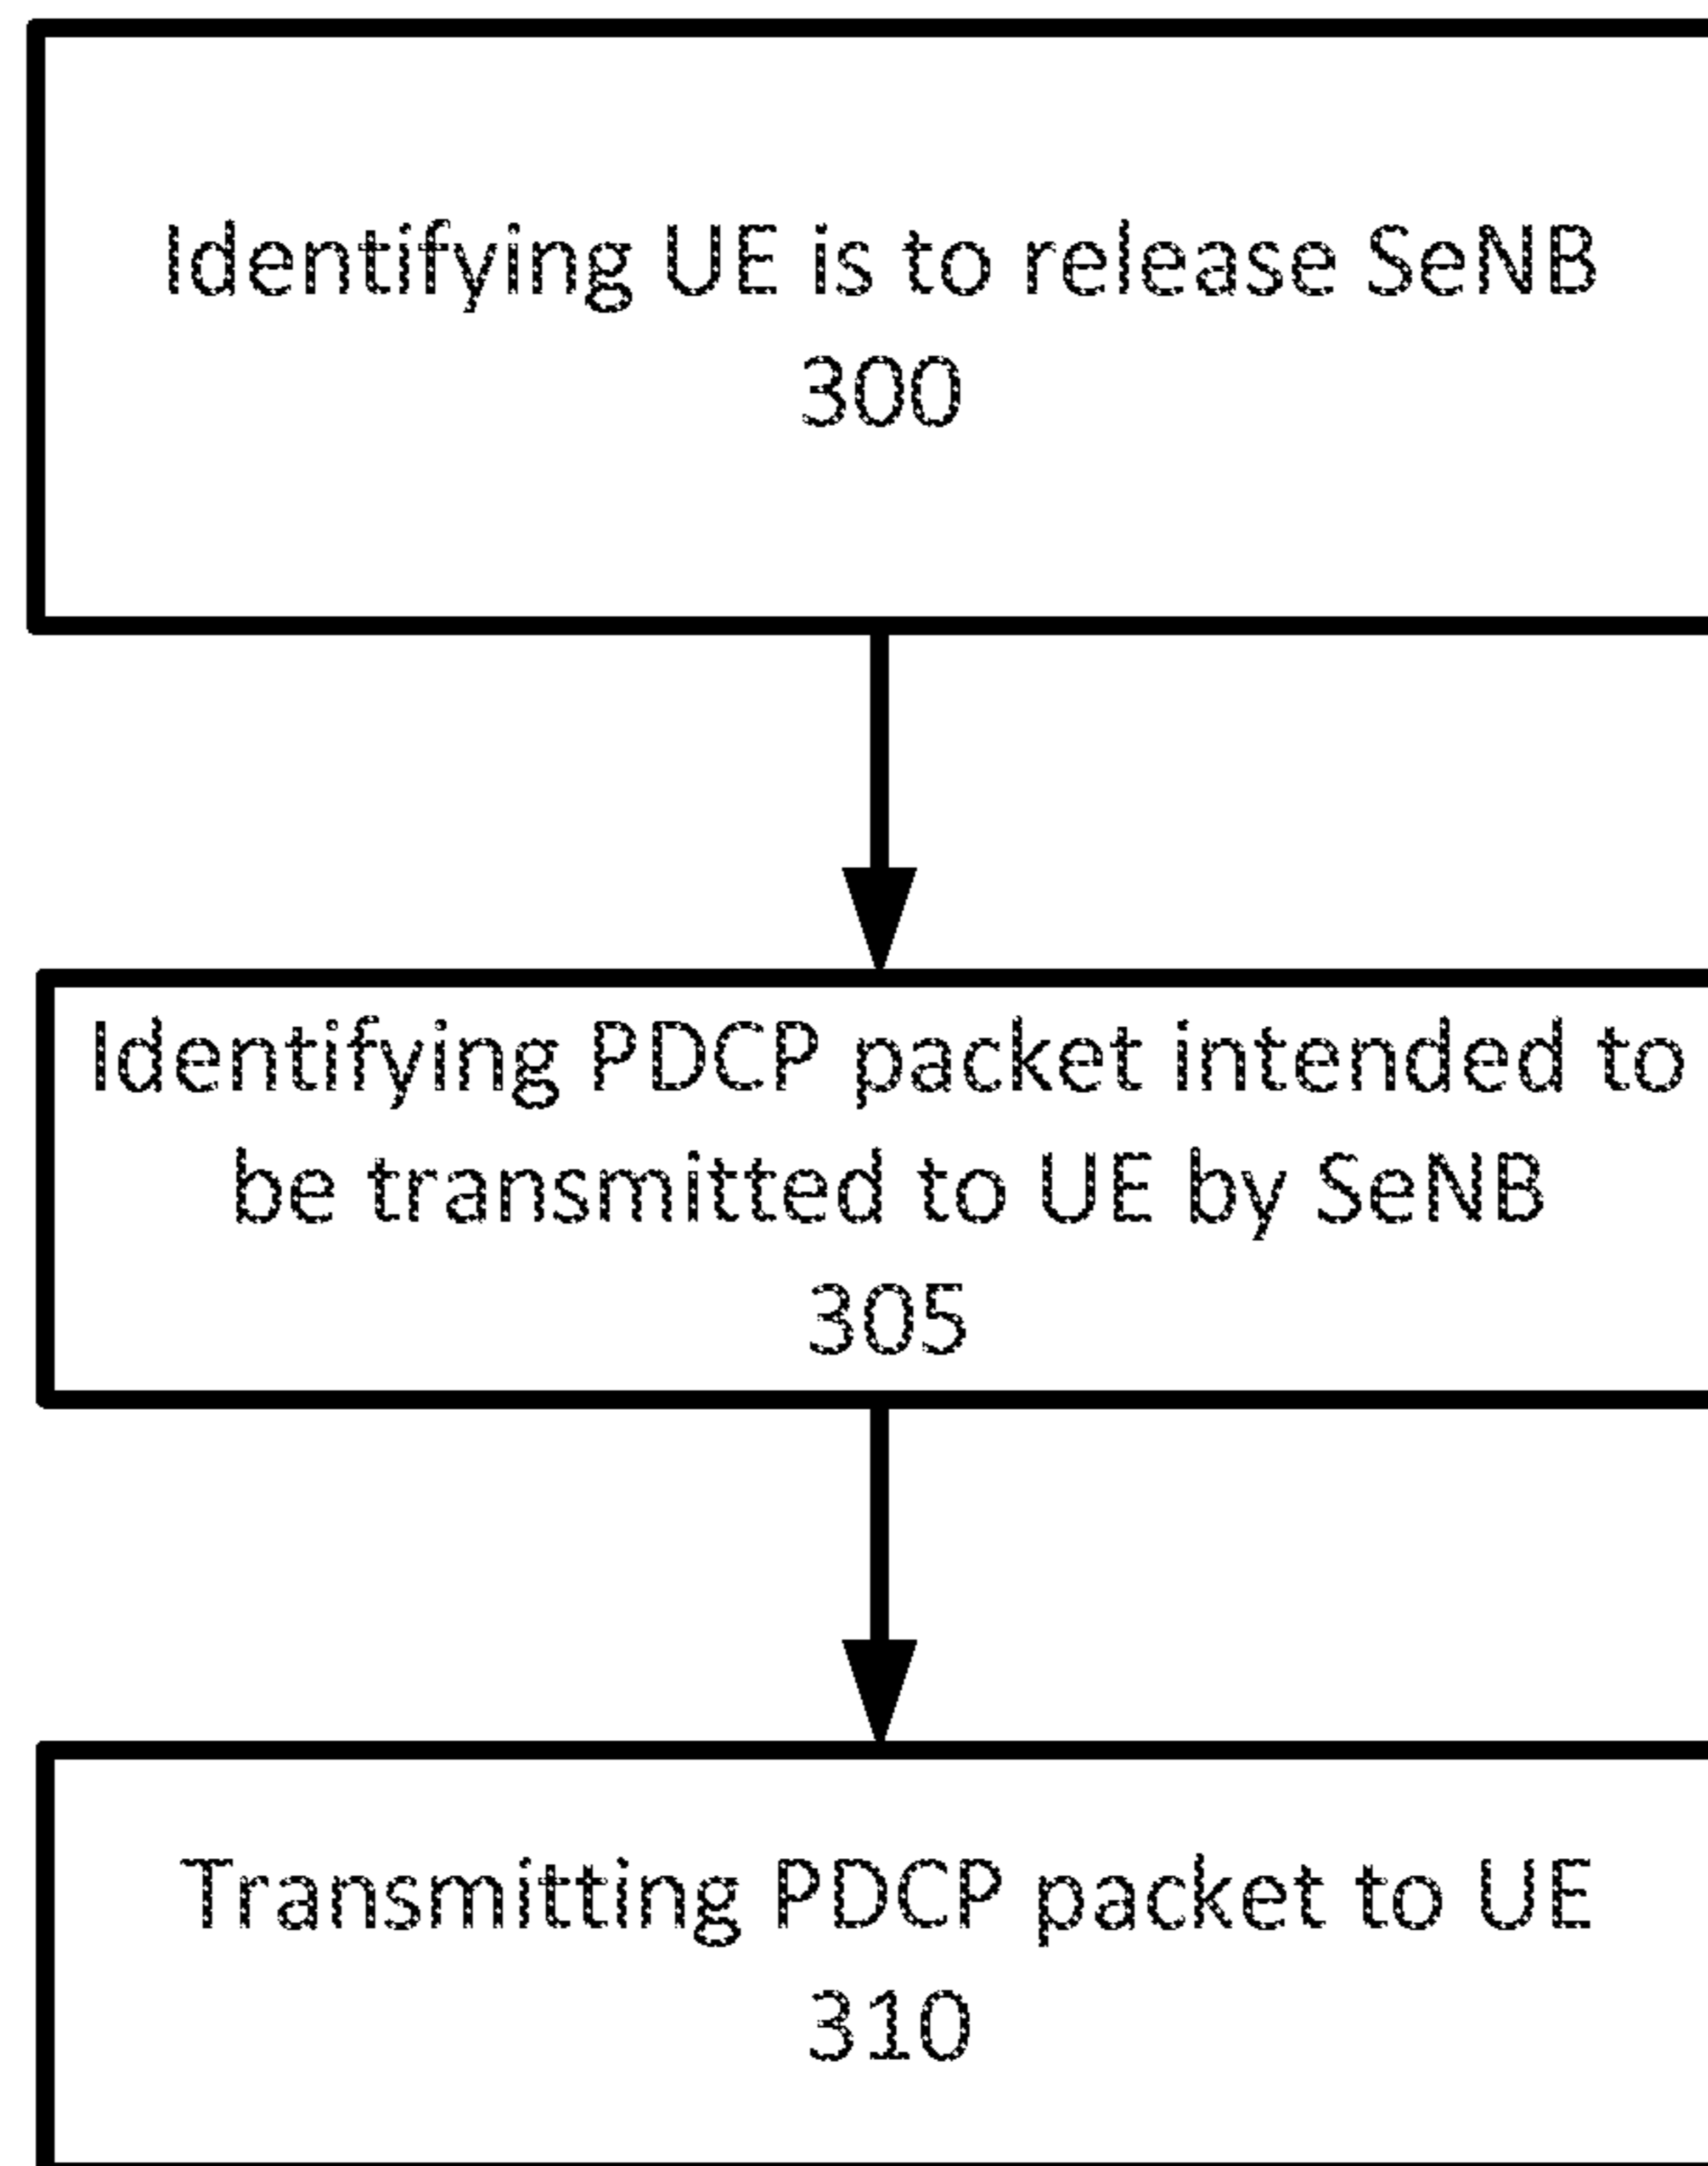 Identifying UE is to release SeNB
300
Identifying PDCP packet intended to
be transmitted to UE by SeNB
305
Transmitting PDCP packet to UE
310